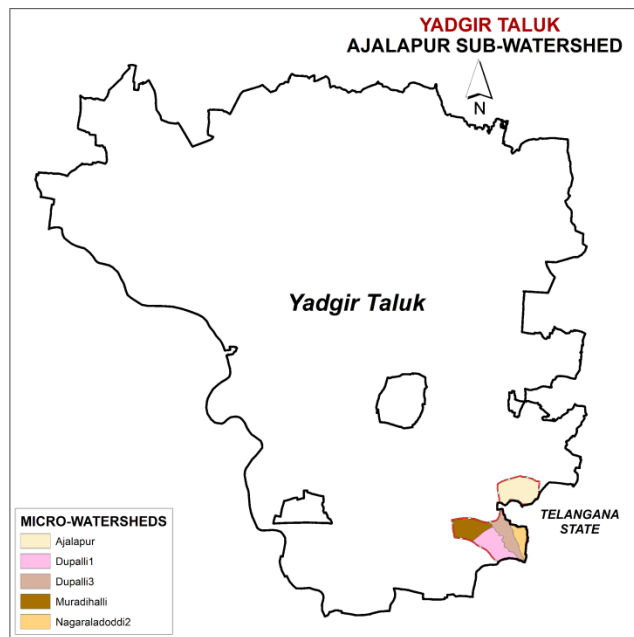 YADGIR TALUK
AJALAPUR SUB-WATERSHED
N
Yadgir Taluk
TELANGANA
STATE
MICRO-WATERSHEDS
Ajalapur
Dupalli1
Dupalli3
Muradihalli
Nagaraladoddi2